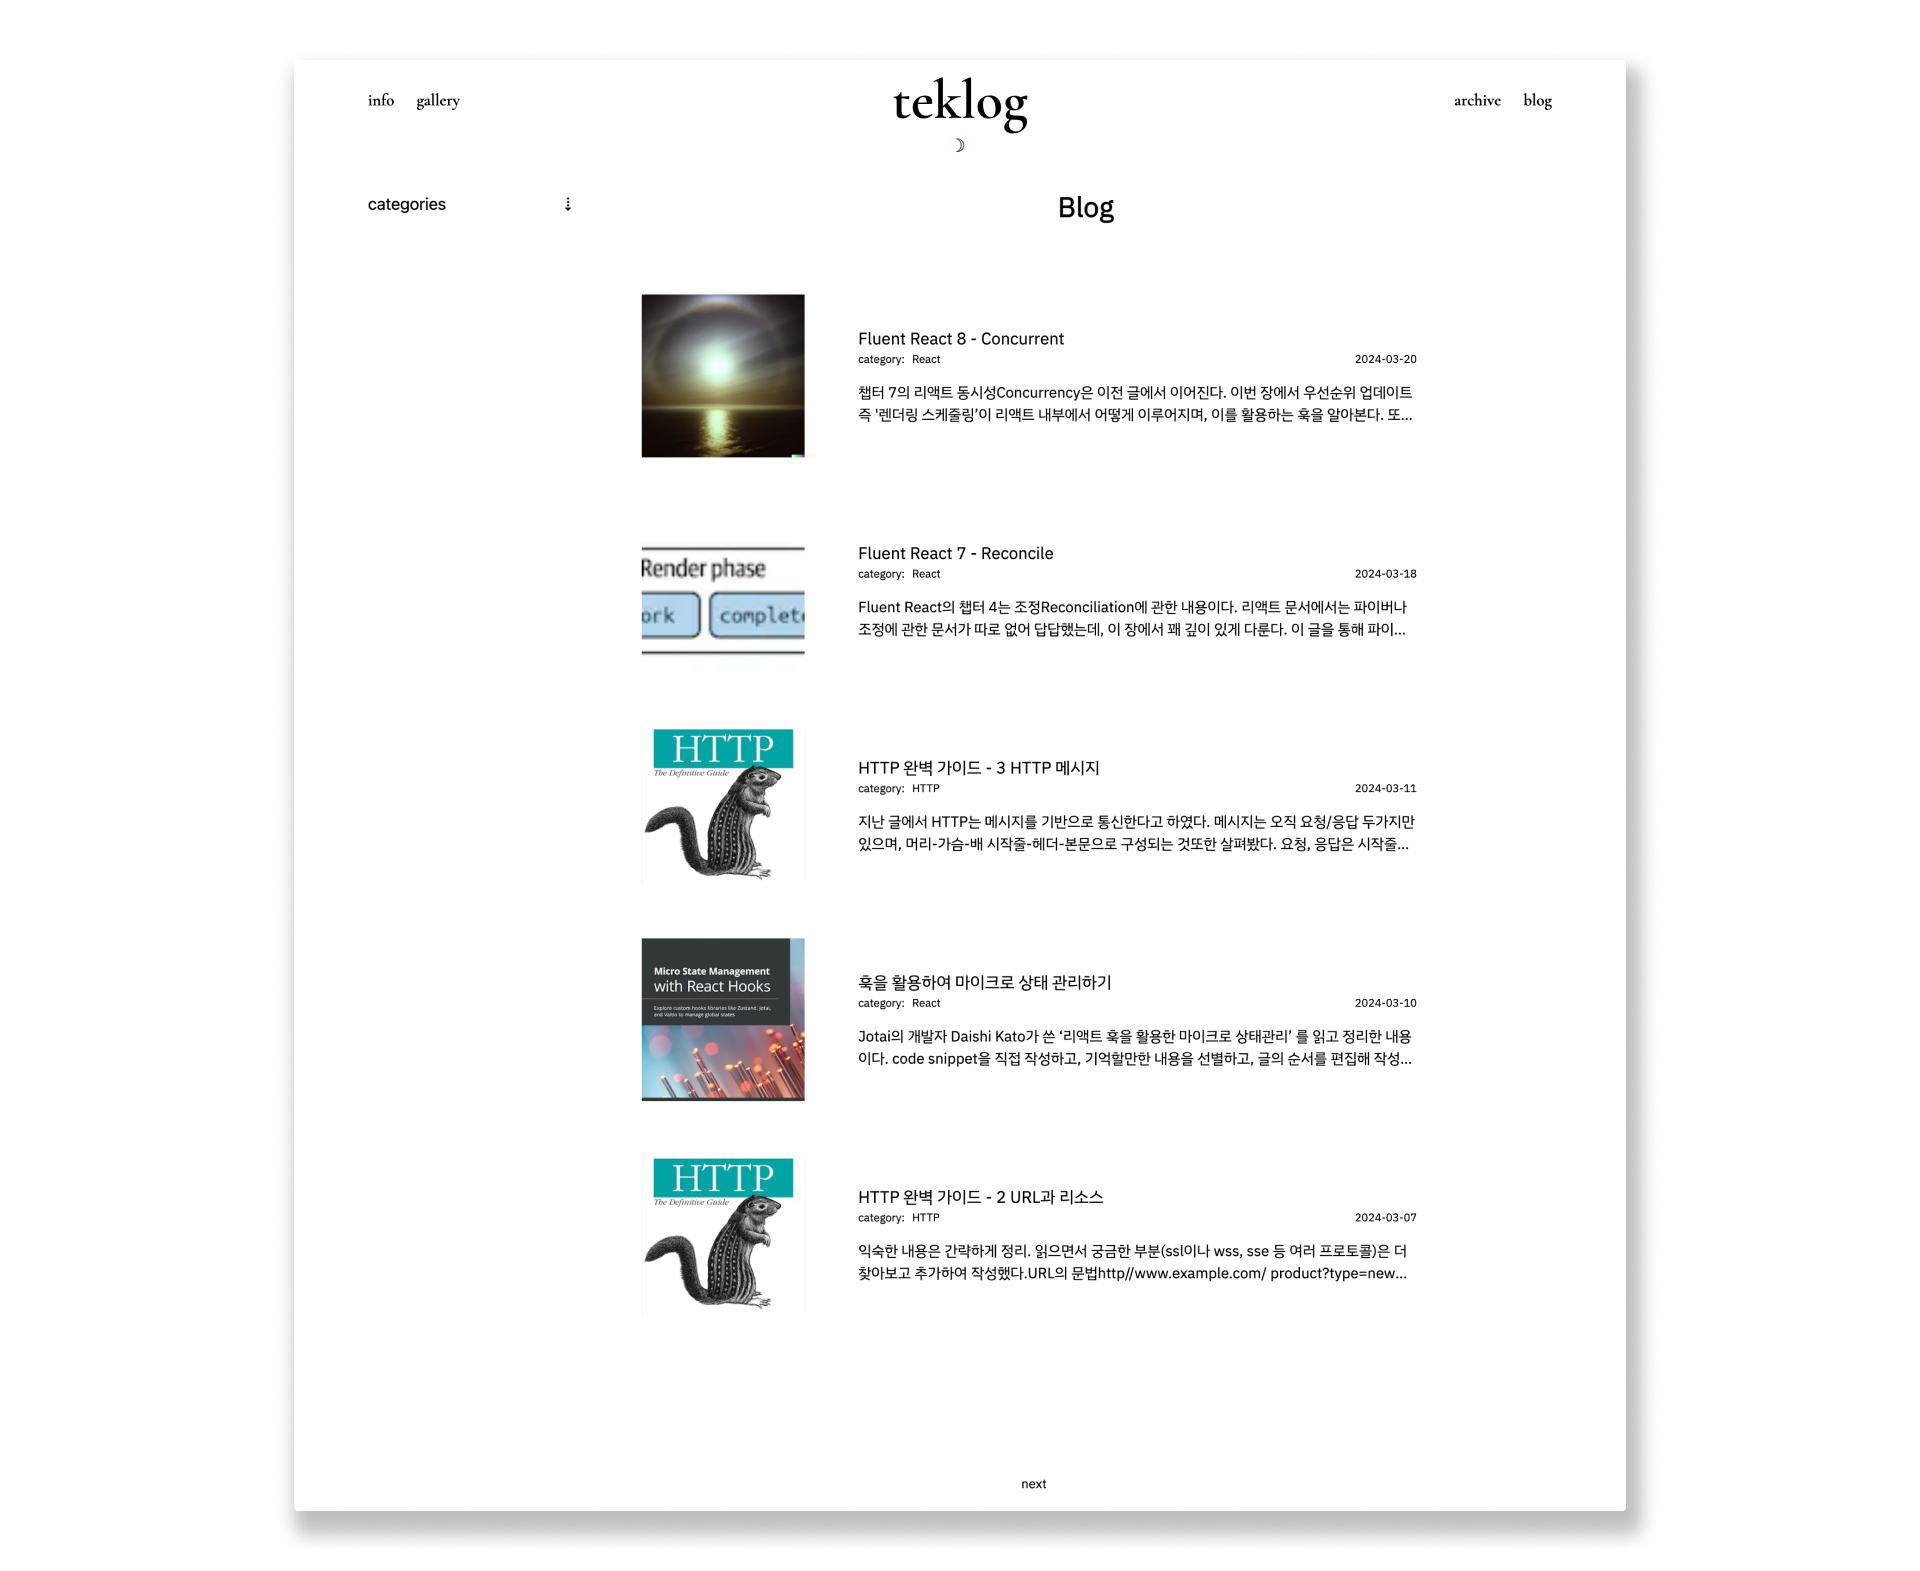 info gallery
teklog
archive blog
categories
Blog
Fluent React 8 - Concurrent
category: React 2024-03-20
챕터 7의 리액트 동시성Concurrency은 이전 글에서 이어진다. 이번 장에서 우선순위 업데이트
즉 '렌더링 스케줄링’이 리액트 내부에서 어떻게 이루어지며, 이를 활용하는 훅을 알아본다. 또...
Render phase
ork complete
Fluent React 7 - Reconcile
category: React 2024-03-18
Fluent React의 챕터 4는 조정Reconciliation에 관한 내용이다. 리액트 문서에서는 파이버나
조정에 관한 문서가 따로 없어 답답했는데, 이 장에서 꽤 깊이 있게 다룬다. 이 글을 통해 파이...
HTTP
The Definitive Guide
HTTP 완벽 가이드 - 3 HTTP 메시지
category: HTTP 2024-03-11
지난 글에서 HTTP는 메시지를 기반으로 통신한다고 하였다. 메시지는 오직 요청/응답 두가지만
있으며, 머리-가슴-배 시작줄-헤더-본문으로 구성되는 것또한 살펴봤다. 요청, 응답은 시작줄...
Micro State Management
with React Hooks
Explore custom hooks libraries like Zustand, Jotai,
and Valtio to manage global states
훅을 활용하여 마이크로 상태 관리하기
category: React 2024-03-10
Jotai의 개발자 Daishi Kato가 쓴 ‘리액트 훅을 활용한 마이크로 상태관리’ 를 읽고 정리한 내용
이다. code snippet을 직접 작성하고, 기억할만한 내용을 선별하고, 글의 순서를 편집해 작성...
HTTP
The Definitive Guide
HTTP 완벽 가이드 - 2 URL과 리소스
category: HTTP 2024-03-07
익숙한 내용은 간략하게 정리. 읽으면서 궁금한 부분(ssl이나 wss, sse 등 여러 프로토콜)은 더
찾아보고 추가하여 작성했다.URL의 문법http//www.example.com/ product?type=new...
next